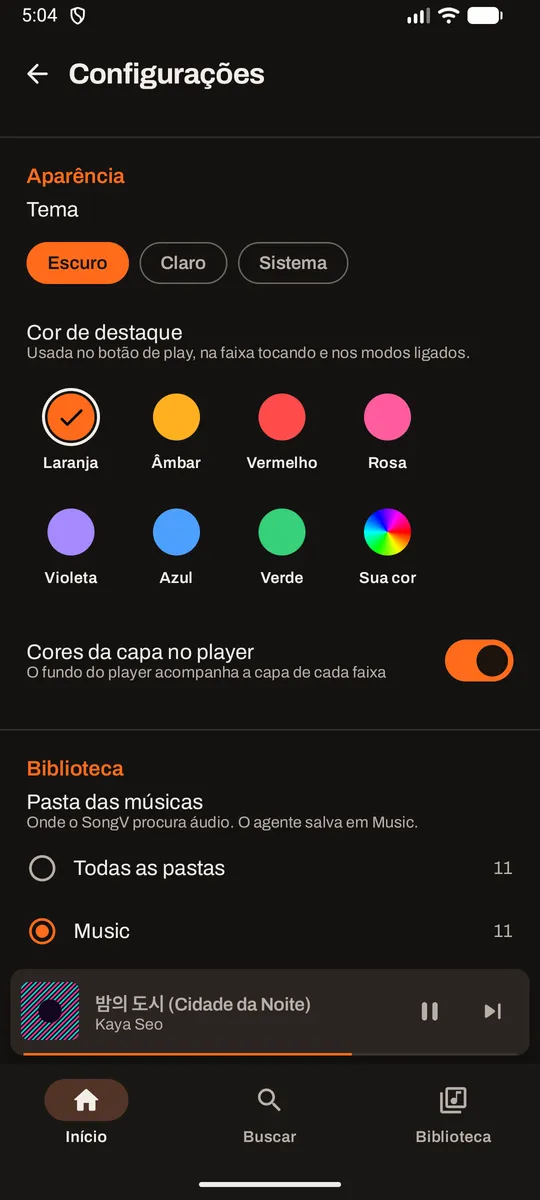 5:04
Configurações
Aparência
Tema
Escuro Claro Sistema
Cor de destaque
Usada no botão de play, na faixa tocando e nos modos ligados.
Laranja Âmbar Vermelho Rosa
Violeta Azul Verde Sua cor
Cores da capa no player
O fundo do player acompanha a capa de cada faixa
Biblioteca
Pasta das músicas
Onde o SongV procura áudio. O agente salva em Music.
Todas as pastas 11
Music 11
밤의 도시 (Cidade da Noite)
Kaya Seo
Início Buscar Biblioteca